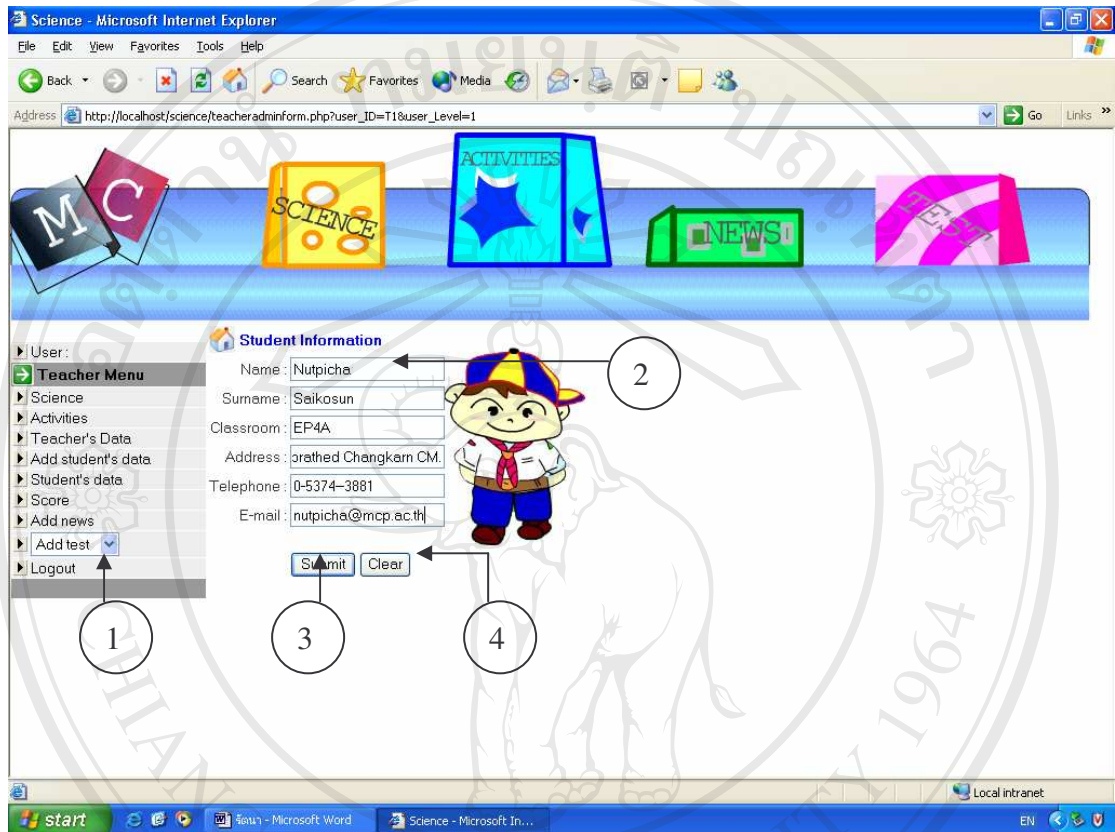 Science - Microsoft Internet Explorer
File Edit View Favorites Tools Help
Back Search Favorites Media
Address http://localhost/science/teacheradminform.php?user_ID=T1&user_Level=1 Go Links »
M C SCIENCE ACTIVITIES NEWS TEST
User :
Teacher Menu
Science
Activities
Teacher's Data
Add student's data
Student's data
Score
Add news
Add test
Logout
Student Information
Name : Nutpicha
Surname : Saikosun
Classroom : EP4A
Address : prathed Changkarn CM.
Telephone : 0-5374–3881
E-mail : nutpicha@mcp.ac.th
Submit Clear
1
2
3
4
1964
Local intranet
start - Microsoft Word Science - Microsoft In... EN